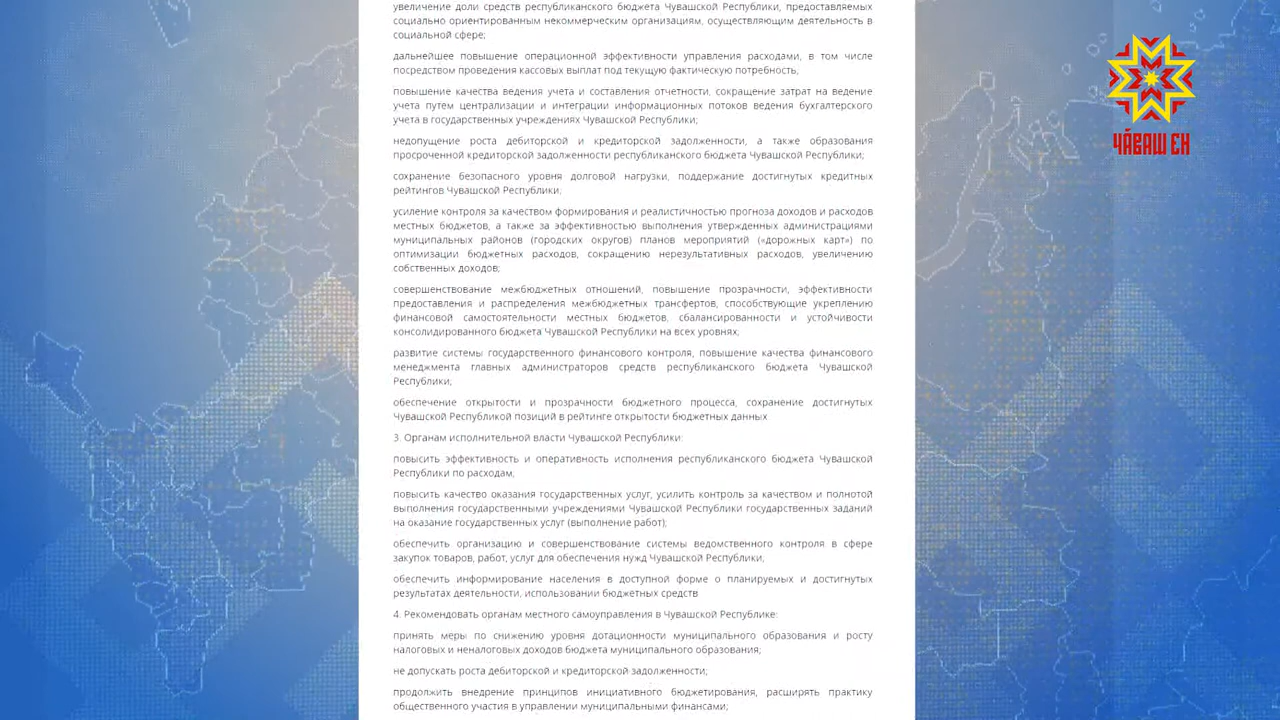 увеличение доли средств республиканского бюджета Чувашской Республики, предоставляемых
социально ориентированным некоммерческим организациям, осуществляющим деятельность в
социальной сфере;
дальнейшее повышение операционной эффективности управления расходами, в том числе
посредством проведения кассовых выплат под текущую фактическую потребность,
повышение качества ведения учета и составления отчетности, сокращение затрат на ведение
учета путем централизации и интеграции информационных потоков ведения бухгалтерского
учета в государственных учреждениях Чувашской Республики;
недопущение роста дебиторской и кредиторской задолженности, а также образования
просроченной кредиторской задолженности республиканского бюджета Чувашской Республики;
сохранение безопасного уровня долговой нагрузки, поддержание достигнутых кредитных
рейтингов Чувашской Республики;
усиление контроля за качеством формирования и реалистичностью прогноза доходов и расходов
местных бюджетов, а также за эффективностью выполнения утвержденных администрациями
муниципальных районов (городских округов) планов мероприятий («дорожных карт») по
оптимизации бюджетных расходов, сокращению нерезультативных расходов, увеличению
собственных доходов;
совершенствование межбюджетных отношений, повышение прозрачности, эффективности
предоставления и распределения межбюджетных трансфертов, способствующие укреплению
финансовой самостоятельности местных бюджетов, сбалансированности и устойчивости
консолидированного бюджета Чувашской Республики на всех уровнях;
развитие системы государственного финансового контроля, повышение качества финансового
менеджмента главных администраторов средств республиканского бюджета Чувашской
Республики;
обеспечение открытости и прозрачности бюджетного процесса, сохранение достигнутых
Чувашской Республикой позиций в рейтинге открытости бюджетных данных
3. Органам исполнительной власти Чувашской Республики:
повысить эффективность и оперативность исполнения республиканского бюджета Чувашской
Республики по расходам,
повысить качество оказания государственных услуг, усилить контроль за качеством и полнотой
выполнения государственными учреждениями Чувашской Республики государственных заданий
на оказание государственных услуг (выполнение работ);
обеспечить организацию и совершенствование системы ведомственного контроля в сфере
закупок товаров, работ, услуг для обеспечения нужд Чувашской Республики,
обеспечить информирование населения в доступной форме о планируемых и достигнутых
результатах деятельности, использовании бюджетных средств
4. Рекомендовать органам местного самоуправления в Чувашской Республике:
принять меры по снижению уровня дотационности муниципального образования и росту
налоговых и неналоговых доходов бюджета муниципального образования;
не допускать роста дебиторской и кредиторской задолженности;
продолжить внедрение принципов инициативного бюджетирования, расширять практику
общественного участия в управлении муниципальными финансами;
ЧӐВАШ ЕН